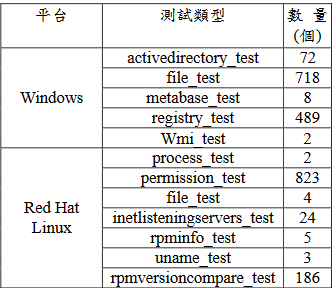 平台 測試類型 數 量
(個)
activedirectory_test 72
file_test 718
Windows metabase_test 8
registry_test 489
Wmi_test 2
process_test 2
permission_test 823
file_test 4
Red Hat
Linux inetlisteningservers_test 24
rpminfo_test 5
uname_test 3
rpmversioncompare_test 186